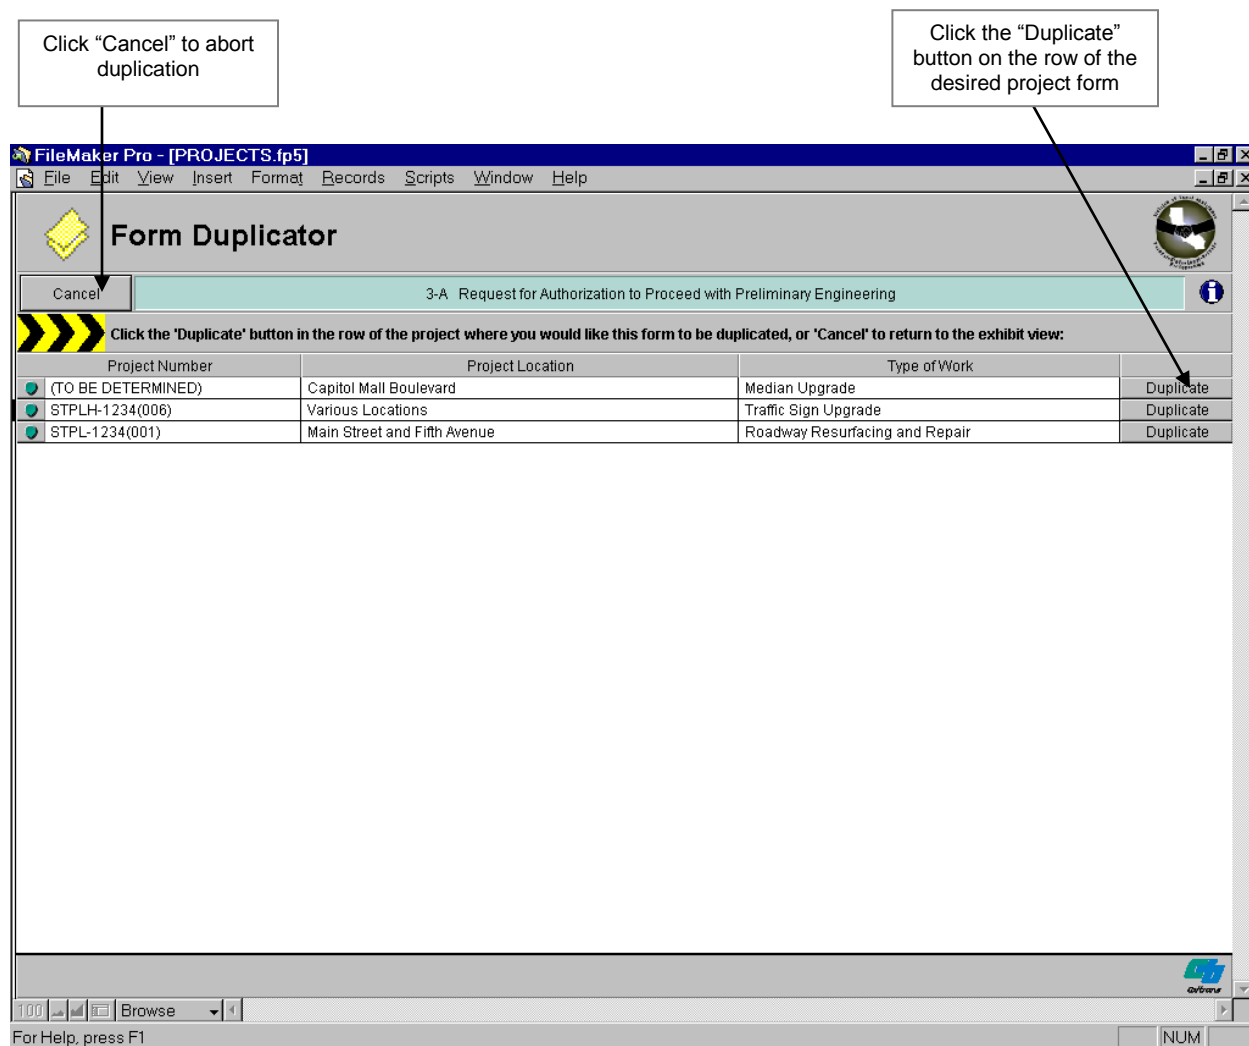 Click “Cancel” to abort
duplication
Click the “Duplicate”
button on the row of the
desired project form
FileMaker Pro - [PROJECTS.fp5]
File Edit View Insert Format Records Scripts Window Help
Form Duplicator
Cancel
3-A Request for Authorization to Proceed with Preliminary Engineering
Click the 'Duplicate' button in the row of the project where you would like this form to be duplicated, or 'Cancel' to return to the exhibit view:
Project Number Project Location Type of Work
(TO BE DETERMINED) Capitol Mall Boulevard Median Upgrade Duplicate
STPLH-1234(006) Various Locations Traffic Sign Upgrade Duplicate
STPL-1234(001) Main Street and Fifth Avenue Roadway Resurfacing and Repair Duplicate
Caltrans
100 Browse
For Help, press F1 NUM